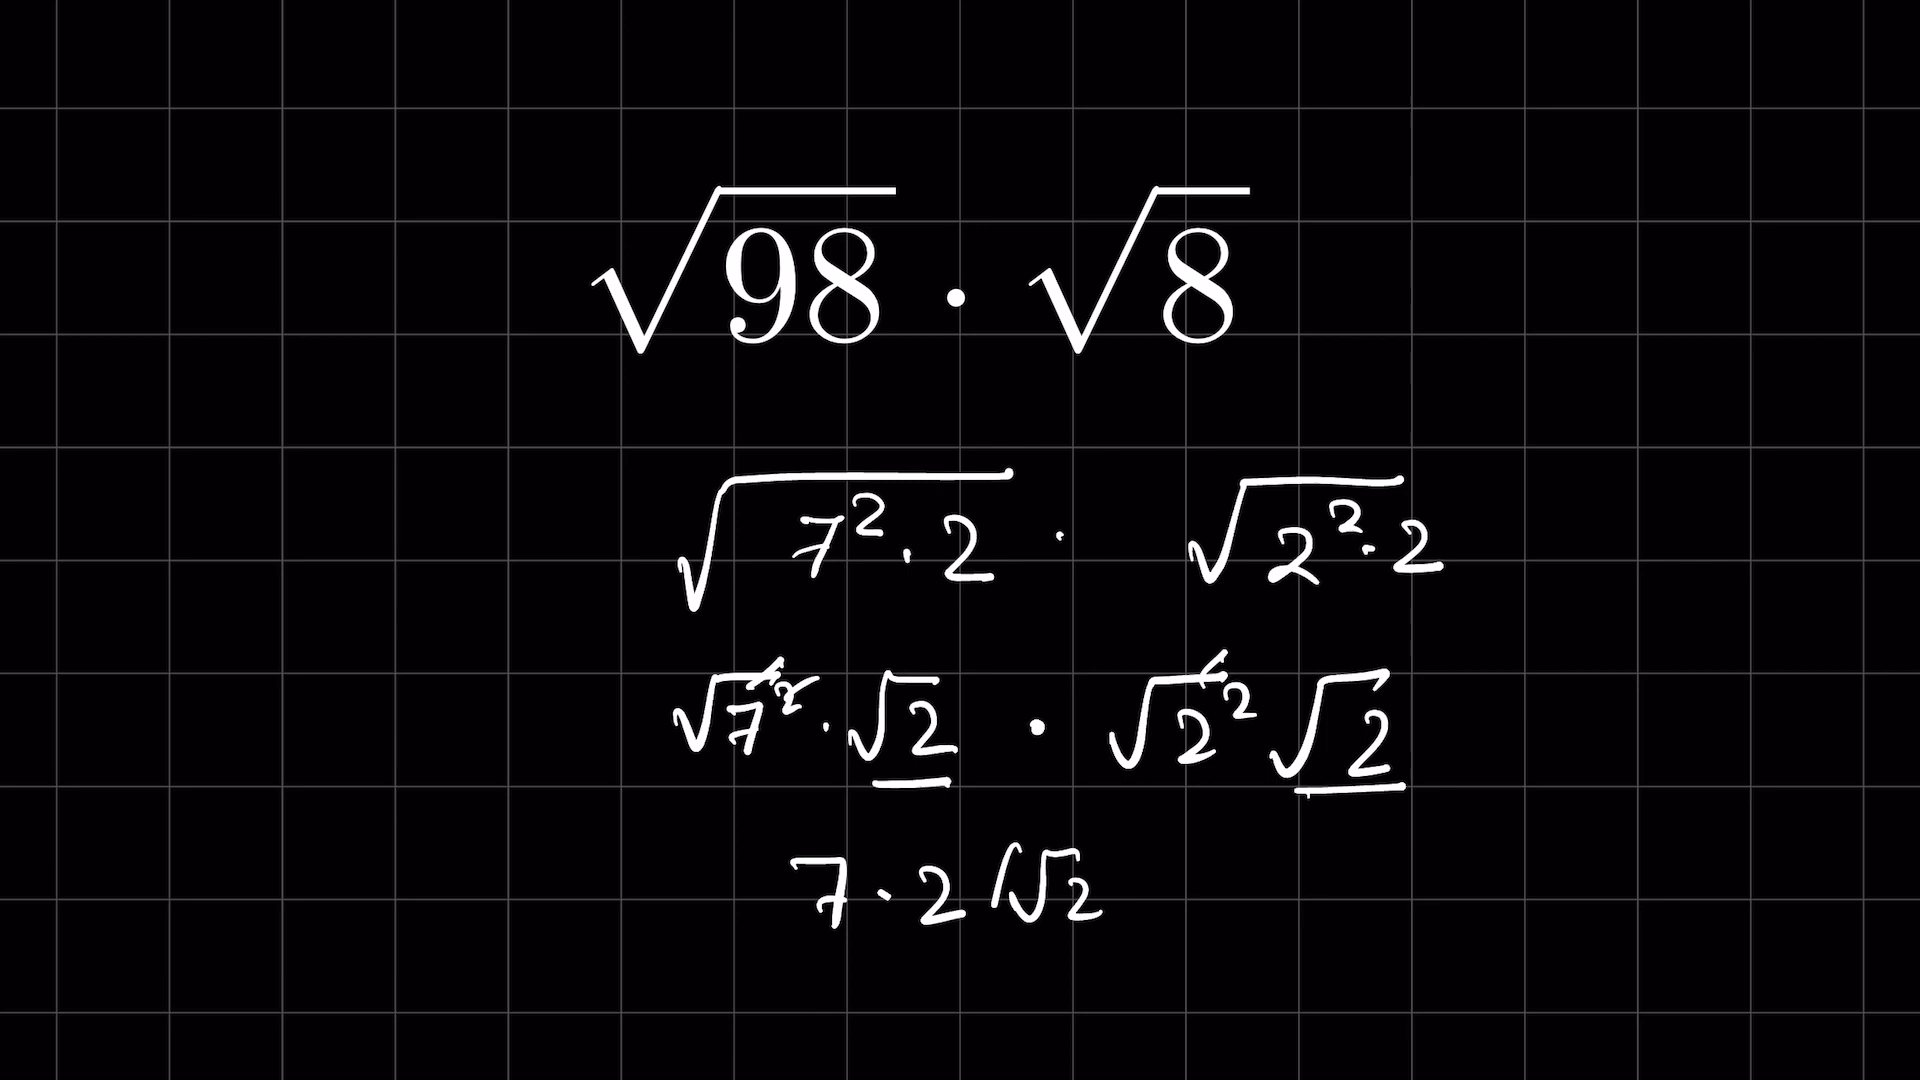 √98 · √8
√(7² · 2) · √(2² · 2)
√7² · √2 · √2² √2
7 · 2 (√2